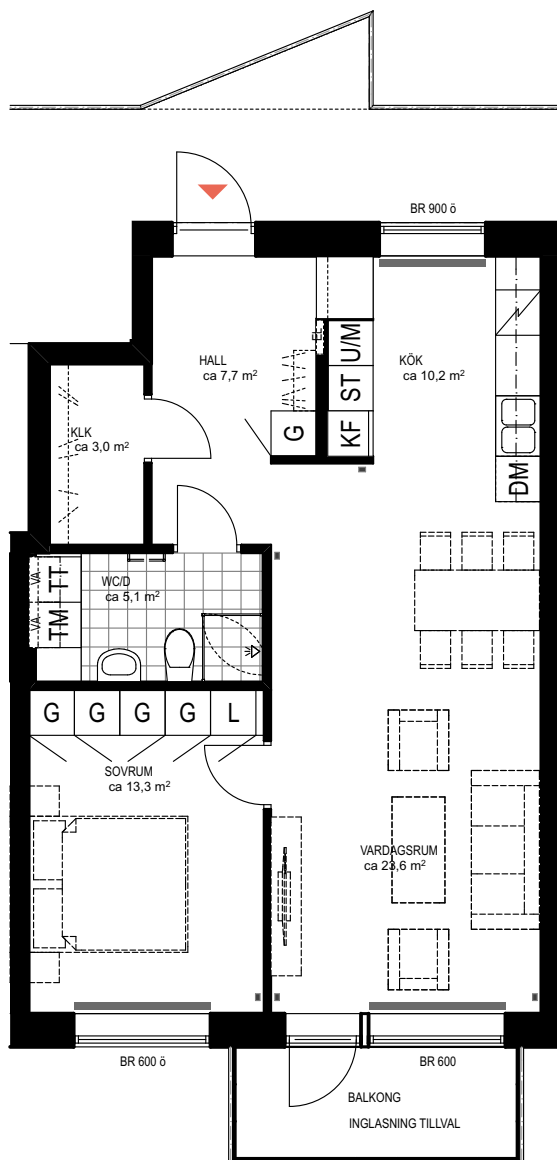 BR 900 ö
EL
U/M
HALL
ca 7,7 m²
KÖK
ca 10,2 m²
ST
G
KF
KLK
ca 3,0 m²
DM
VA
TT
WC/D
ca 5,1 m²
VA
TM
G G G G L
SOVRUM
ca 13,3 m²
VARDAGSRUM
ca 23,6 m²
BR 600 ö
BR 600
BALKONG
INGLASNING TILLVAL